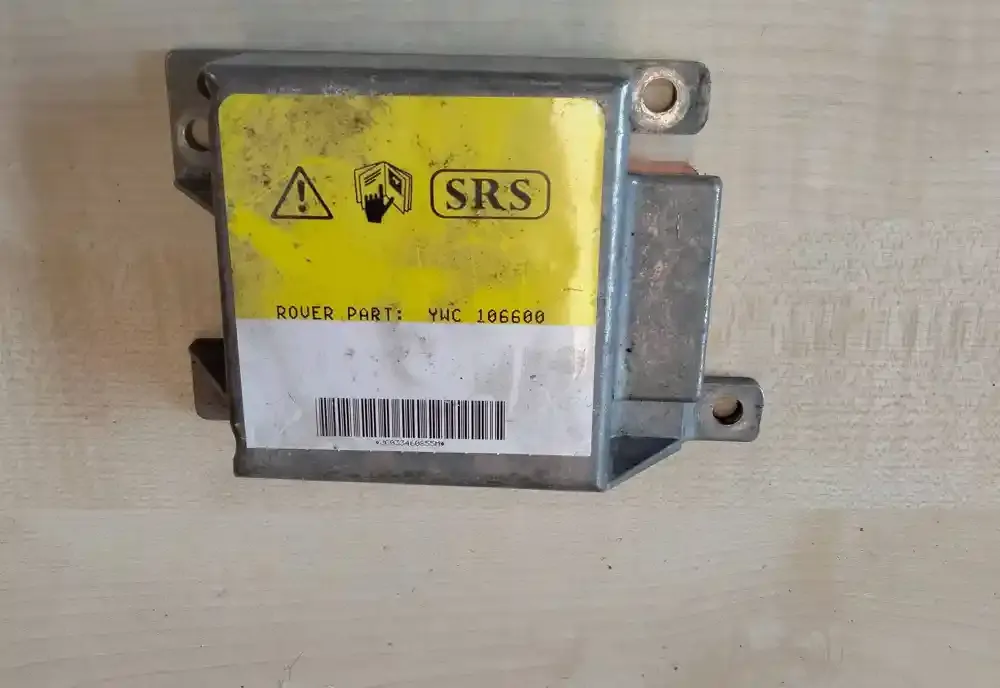 SRS
ROVER PART: YWC 106600